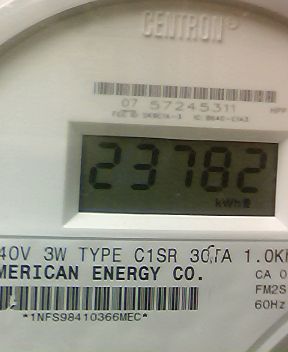 CENTRON®
07 57245311
23782
kWh
40V 3W TYPE C1SR 30TA 1.0K
MERICAN ENERGY CO.
CA 0
FM2S
60Hz
*1NFS98410366MEC*